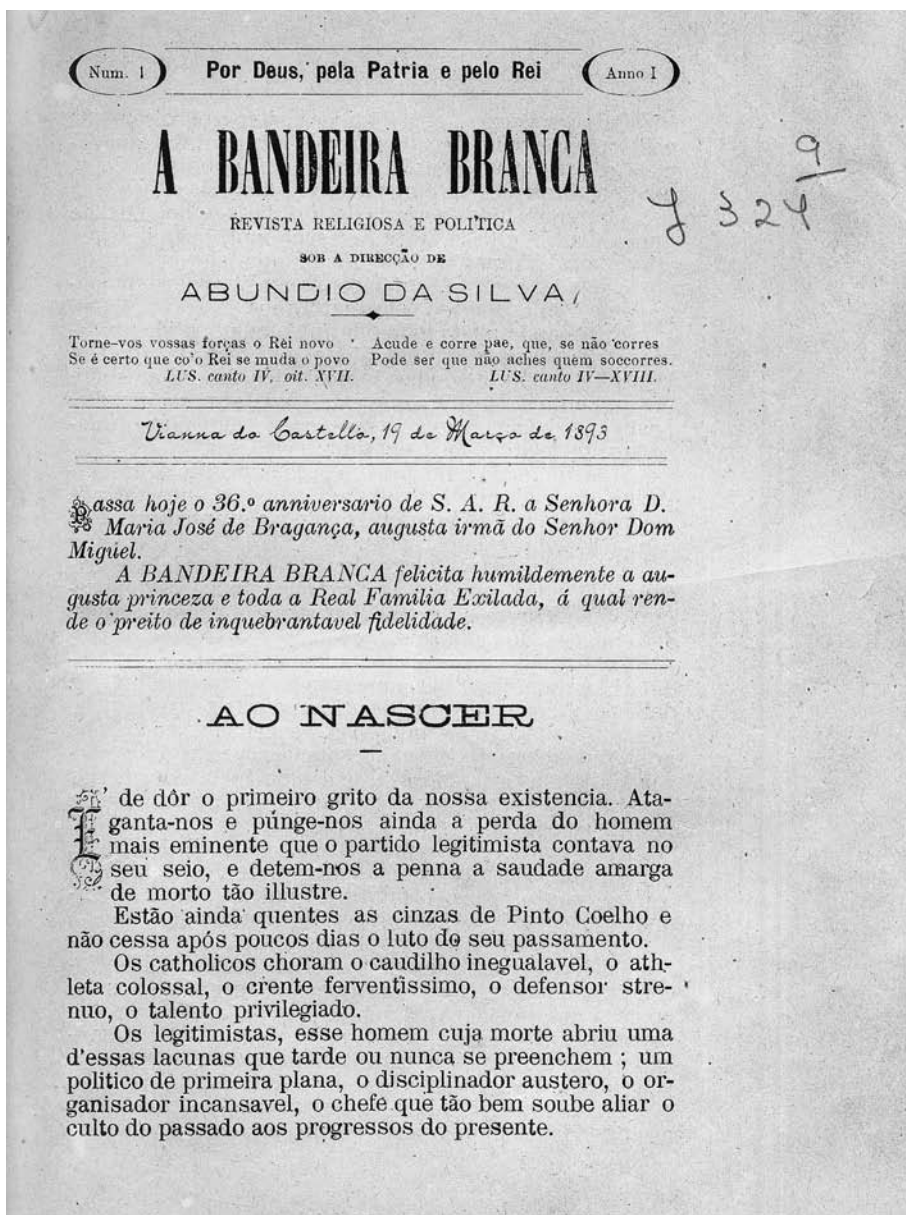 Num. 1
Por Deus, pela Patria e pelo Rei
Anno I
A BANDEIRA BRANCA
REVISTA RELIGIOSA E POLITICA
SOB A DIRECÇÃO DE
ABUNDIO DA SILVA
9
J 324
Torne-vos vossas forças o Rei novo
Se é certo que co'o Rei se muda o povo
LUS. canto IV, oit. XVII.
Acude e corre pae, que, se não corres
Pode ser que não aches quem soccorres.
LUS. canto IV—XVIII.
Vianna do Castello, 19 de Março de 1893
Passa hoje o 36.º anniversario de S. A. R. a Senhora D.
Maria José de Bragança, augusta irmã do Senhor Dom
Miguel.
A BANDEIRA BRANCA felicita humildemente a au-
gusta princeza e toda a Real Familia Exilada, á qual ren-
de o preito de inquebrantavel fidelidade.
AO NASCER
E' de dôr o primeiro grito da nossa existencia. Ata-
ganta-nos e púnge-nos ainda a perda do homem
mais eminente que o partido legitimista contava no
seu seio, e detem-nos a penna a saudade amarga
de morto tão illustre.
Estão ainda quentes as cinzas de Pinto Coelho e
não cessa após poucos dias o luto do seu passamento.
Os catholicos choram o caudilho inegualavel, o ath-
leta colossal, o crente ferventissimo, o defensor stre-
nuo, o talento privilegiado.
Os legitimistas, esse homem cuja morte abriu uma
d'essas lacunas que tarde ou nunca se preenchem ; um
politico de primeira plana, o disciplinador austero, o or-
ganisador incansavel, o chefe que tão bem soube aliar o
culto do passado aos progressos do presente.